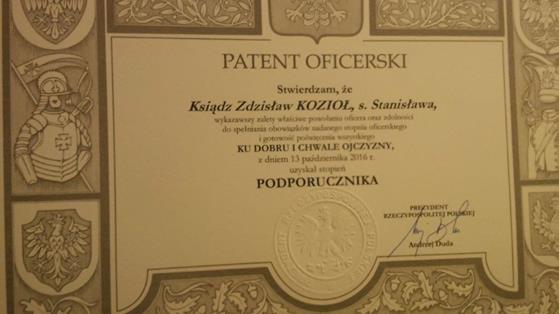 PATENT OFICERSKI
Stwierdzam, że
Ksiądz Zdzisław KOZIOŁ, s. Stanisława,
wykazawszy zalety właściwe powołaniu oficera oraz zdolności
do spełniania obowiązków nadanego stopnia oficerskiego
i gotowość poświęcenia wszystkiego
KU DOBRU I CHWALE OJCZYZNY,
z dniem 13 października 2016 r.
uzyskał stopień
PODPORUCZNIKA
PREZYDENT
RZECZYPOSPOLITEJ POLSKIEJ
Andrzej Duda